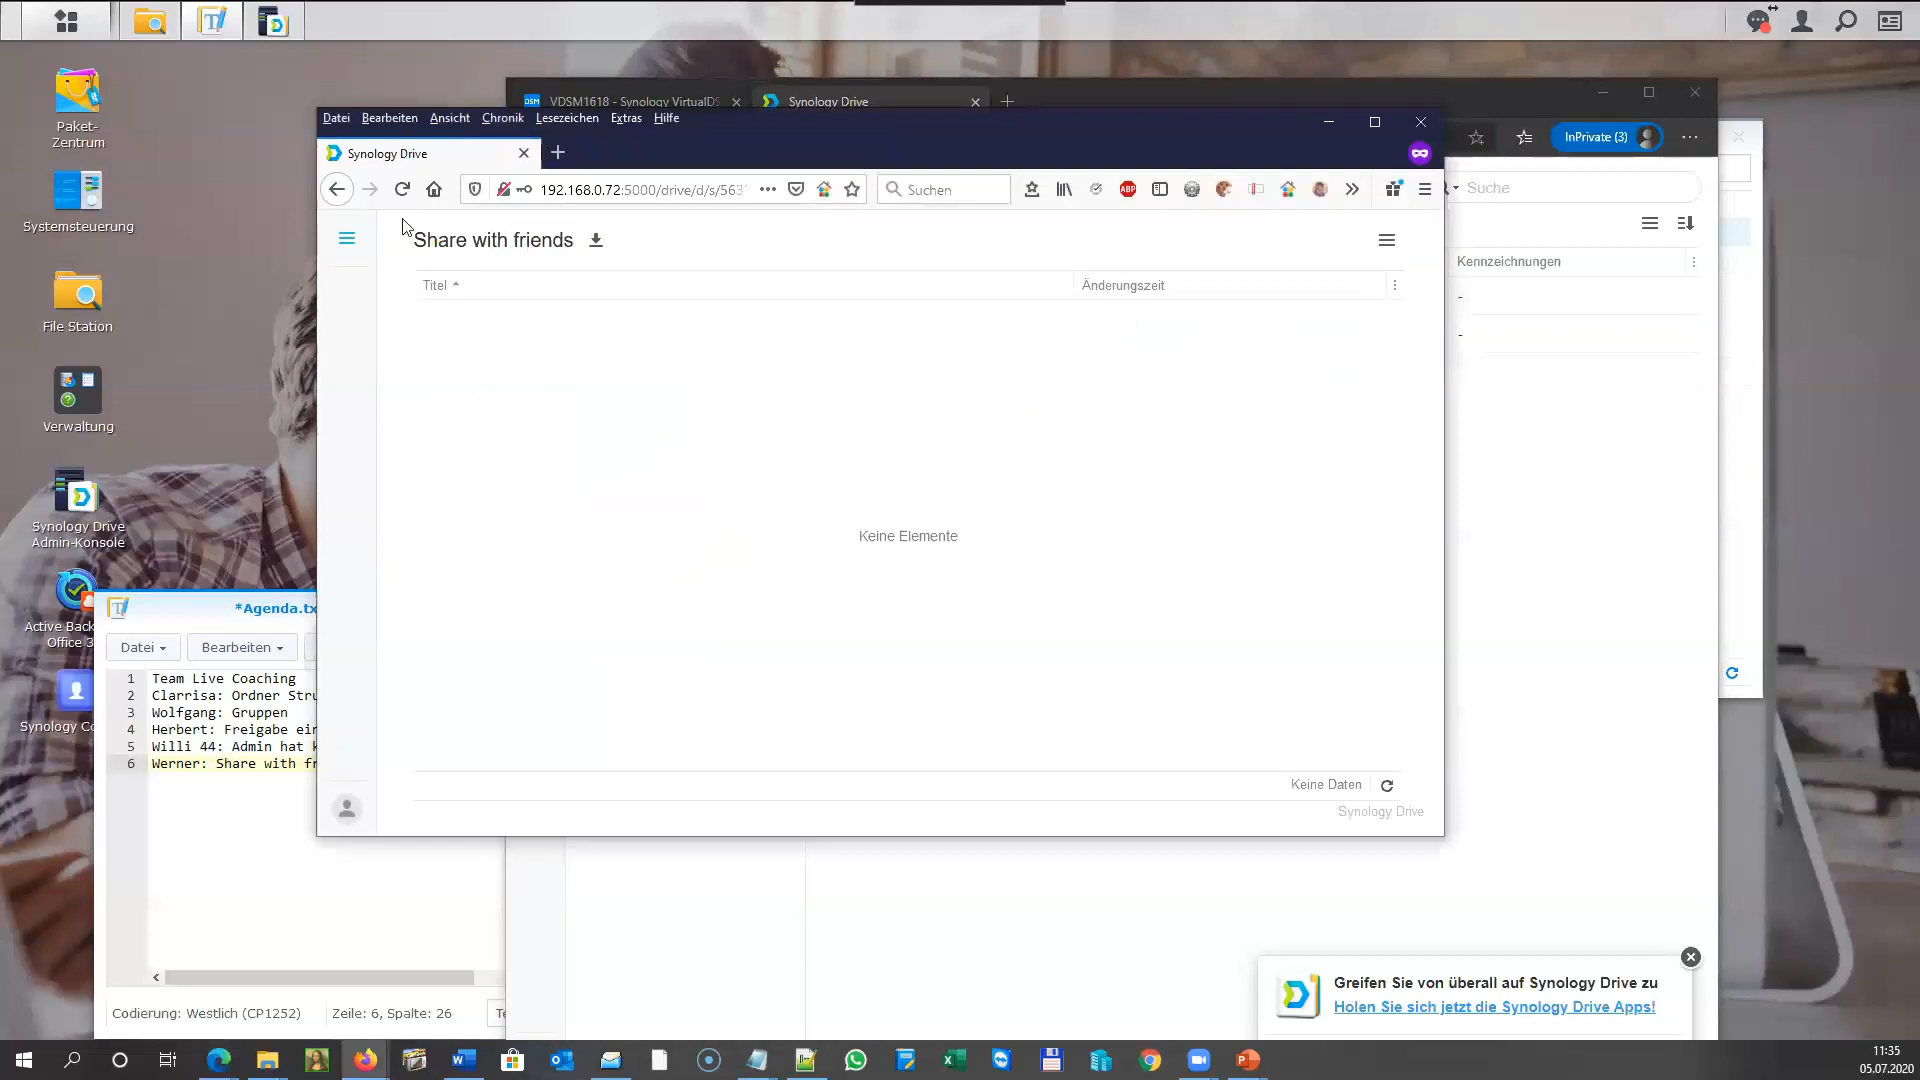 Paket-
Zentrum
Systemsteuerung
File Station
Verwaltung
Synology Drive
Admin-Konsole
Active Back
Office 3
Synology Co
VDSM1618 - Synology VirtualDS
Synology Drive
InPrivate (3)
Suche
Kennzeichnungen
-
-
Datei Bearbeiten Ansicht Chronik Lesezeichen Extras Hilfe
Synology Drive
192.168.0.72:5000/drive/d/s/563
Suchen
ABP
Share with friends
Titel
Änderungszeit
Keine Elemente
Keine Daten
Synology Drive
*Agenda.tx
Datei
Bearbeiten
1 Team Live Coaching
2 Clarrisa: Ordner Stru
3 Wolfgang: Gruppen
4 Herbert: Freigabe ein
5 Willi 44: Admin hat k
6 Werner: Share with fr
Codierung: Westlich (CP1252)
Zeile: 6, Spalte: 26
Te
Greifen Sie von überall auf Synology Drive zu
Holen Sie sich jetzt die Synology Drive Apps!
11:35
05.07.2020